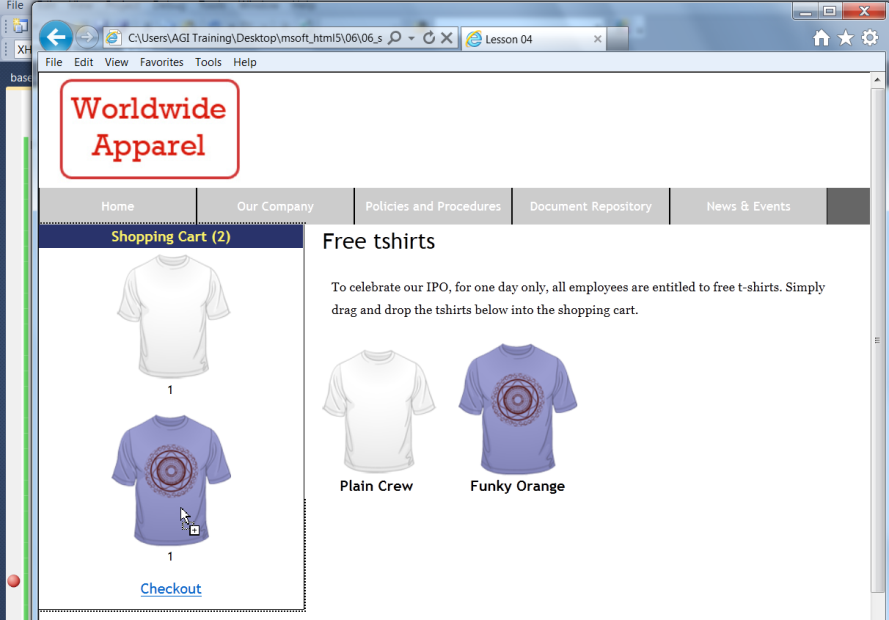 File
XH
base
C:\Users\AGI Training\Desktop\msoft_html5\06\06_s
Lesson 04
File Edit View Favorites Tools Help
Worldwide
Apparel
Home Our Company Policies and Procedures Document Repository News & Events
Shopping Cart (2)
1
1
Checkout
Free tshirts
To celebrate our IPO, for one day only, all employees are entitled to free t-shirts. Simply
drag and drop the tshirts below into the shopping cart.
Plain Crew Funky Orange